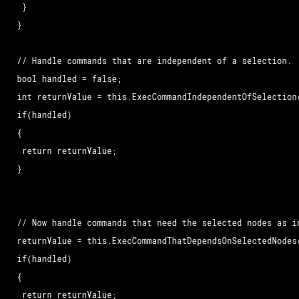 }
}
// Handle commands that are independent of a selection.
bool handled = false;
int returnValue = this.ExecCommandIndependentOfSelection(
if(handled)
{
return returnValue;
}
// Now handle commands that need the selected nodes as in
returnValue = this.ExecCommandThatDependsOnSelectedNodes(
if(handled)
{
return returnValue;